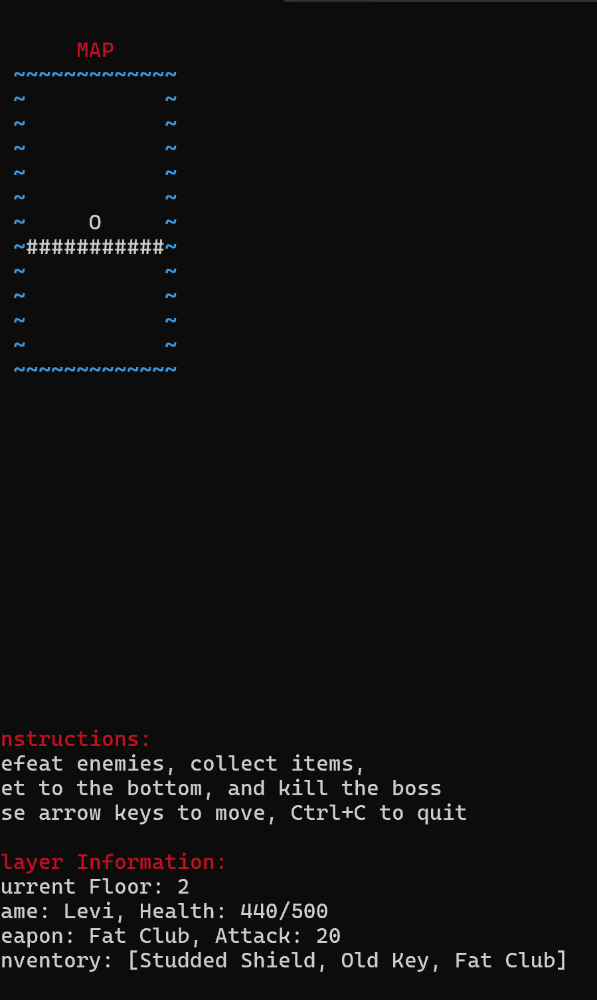 MAP
~~~~~~~~~~~~~
~           ~
~           ~
~           ~
~           ~
~           ~
~     O     ~
~###########~
~           ~
~           ~
~           ~
~           ~
~~~~~~~~~~~~~
nstructions:
efeat enemies, collect items,
et to the bottom, and kill the boss
se arrow keys to move, Ctrl+C to quit
layer Information:
urrent Floor: 2
ame: Levi, Health: 440/500
eapon: Fat Club, Attack: 20
nventory: [Studded Shield, Old Key, Fat Club]